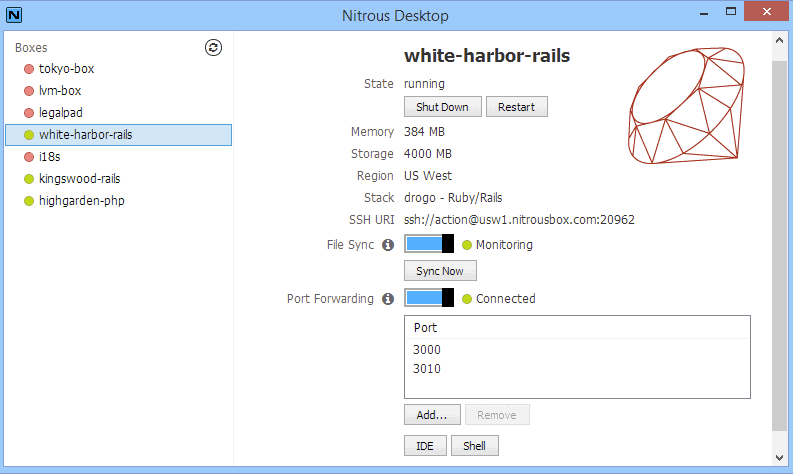 N
Nitrous Desktop
Boxes
tokyo-box
lvm-box
legalpad
white-harbor-rails
i18s
kingswood-rails
highgarden-php
white-harbor-rails
State running
Shut Down Restart
Memory 384 MB
Storage 4000 MB
Region US West
Stack drogo - Ruby/Rails
SSH URI ssh://action@usw1.nitrousbox.com:20962
File Sync i Monitoring
Sync Now
Port Forwarding i Connected
Port
3000
3010
Add... Remove
IDE Shell